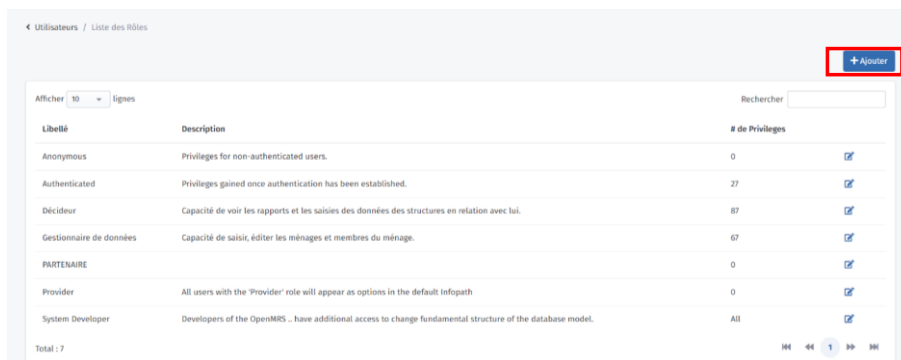 Utilisateurs / Liste des Rôles
+ Ajouter
Afficher 10 lignes Rechercher
Libellé Description # de Privileges
Anonymous Privileges for non-authenticated users. 0
Authenticated Privileges gained once authentication has been established. 27
Décideur Capacité de voir les rapports et les saisies des données des structures en relation avec lui. 87
Gestionnaire de données Capacité de saisir, éditer les ménages et membres du ménage. 67
PARTENAIRE 0
Provider All users with the 'Provider' role will appear as options in the default Infopath 0
System Developer Developers of the OpenMRS .. have additional access to change fundamental structure of the database model. All
Total : 7 1